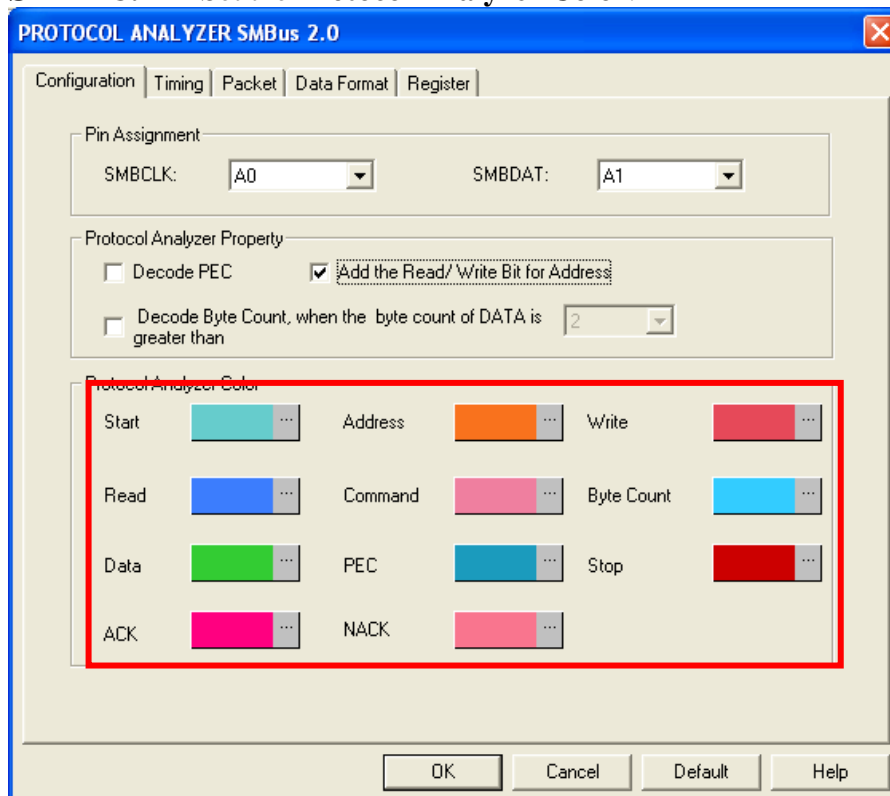 PROTOCOL ANALYZER SMBus 2.0
Configuration Timing Packet Data Format Register
Pin Assignment
SMBCLK: A0 SMBDAT: A1
Protocol Analyzer Property
Decode PEC Add the Read/ Write Bit for Address
Decode Byte Count, when the byte count of DATA is 2
greater than
Protocol Analyzer Color
Start ... Address ... Write ...
Read ... Command ... Byte Count ...
Data ... PEC ... Stop ...
ACK ... NACK ...
OK Cancel Default Help